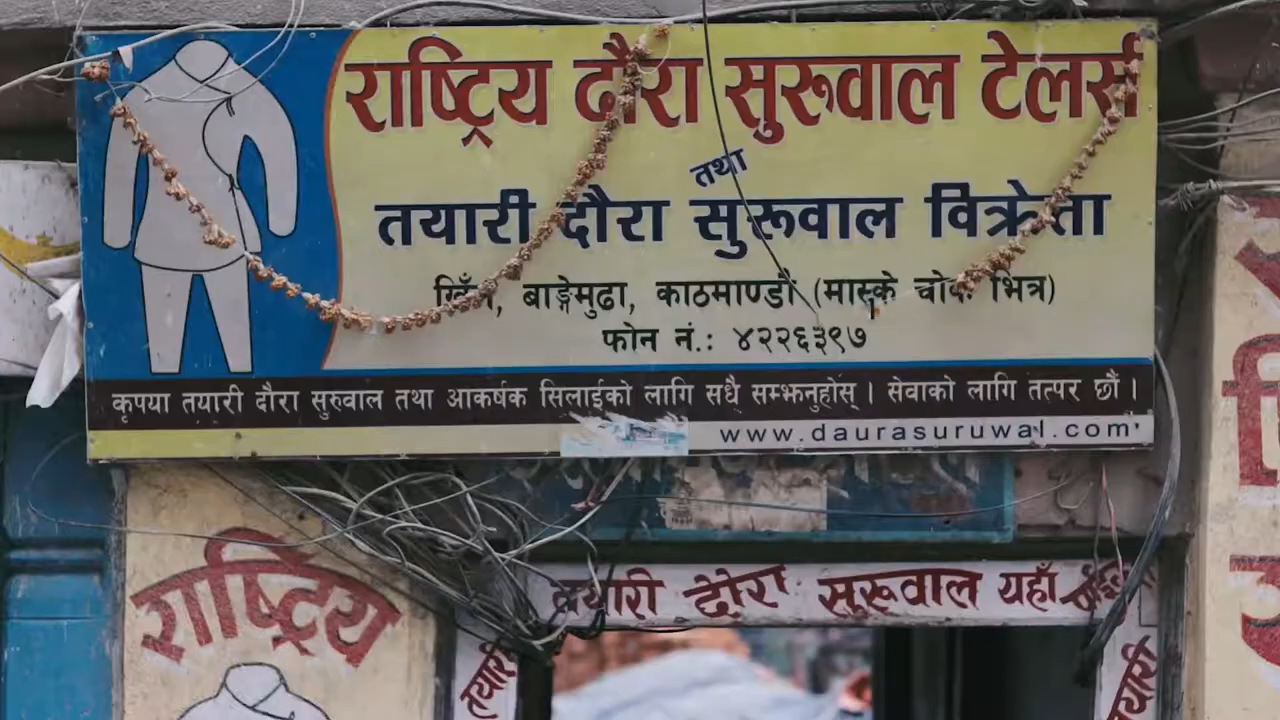 राष्ट्रिय दौरा सुरुवाल टेलर्स
तथा
तयारी दौरा सुरुवाल विक्रेता
बाङ्गेमुढा, काठमाण्डौं (मास्के चोक भित्र)
फोन नं.: ४२२६३९७
कृपया तयारी दौरा सुरुवाल तथा आकर्षक सिलाईको लागि सधै सम्झनुहोस् । सेवाको लागि तत्पर छौं ।
www.daurasuruwal.com
राष्ट्रिय
तयारी दौरा सुरूवाल यहाँ
तयारी
तयारी